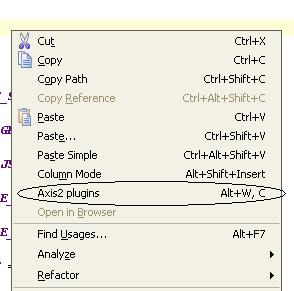 Cut Ctrl+X
Copy Ctrl+C
Copy Path Ctrl+Shift+C
Copy Reference Ctrl+Alt+Shift+C
Paste Ctrl+V
Paste... Ctrl+Shift+V
Paste Simple Ctrl+Alt+Shift+V
Column Mode Alt+Shift+Insert
Axis2 plugins Alt+W, C
Open in Browser
Find Usages... Alt+F7
Analyze
Refactor